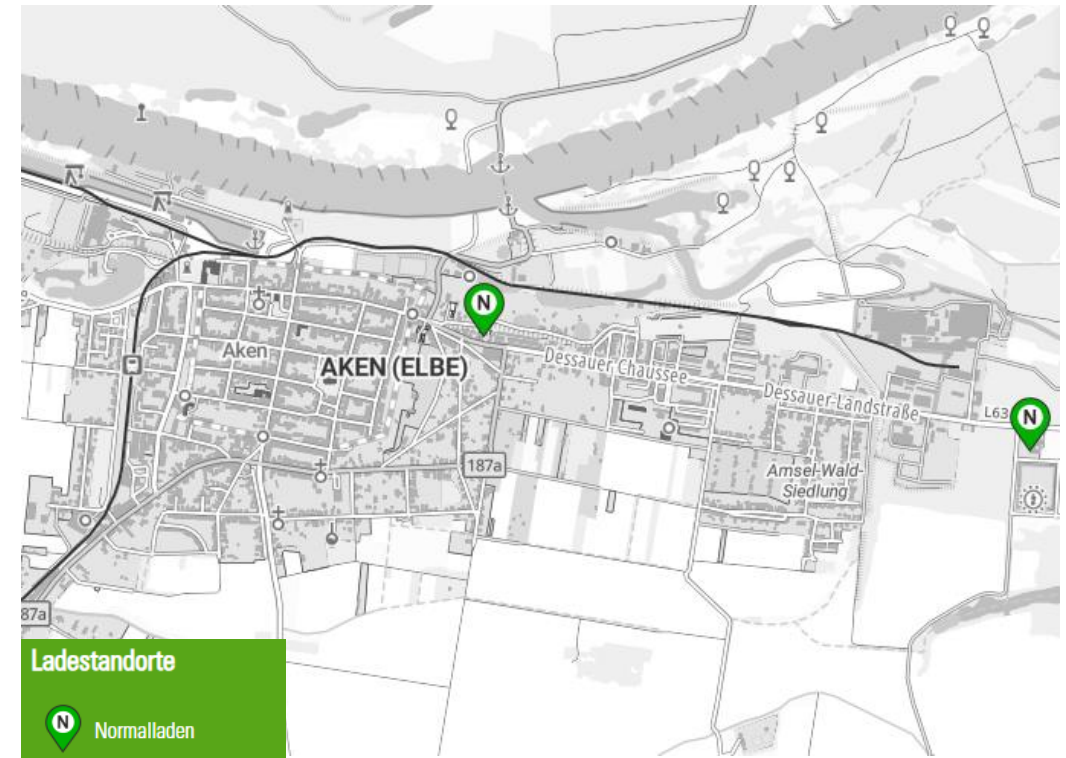 N
Aken
AKEN (ELBE)
Dessauer-Chaussee
Dessauer-Landstraße
L63
N
187a
Amsel-Wald-
Siedlung
87a
Ladestandorte
N
Normalladen